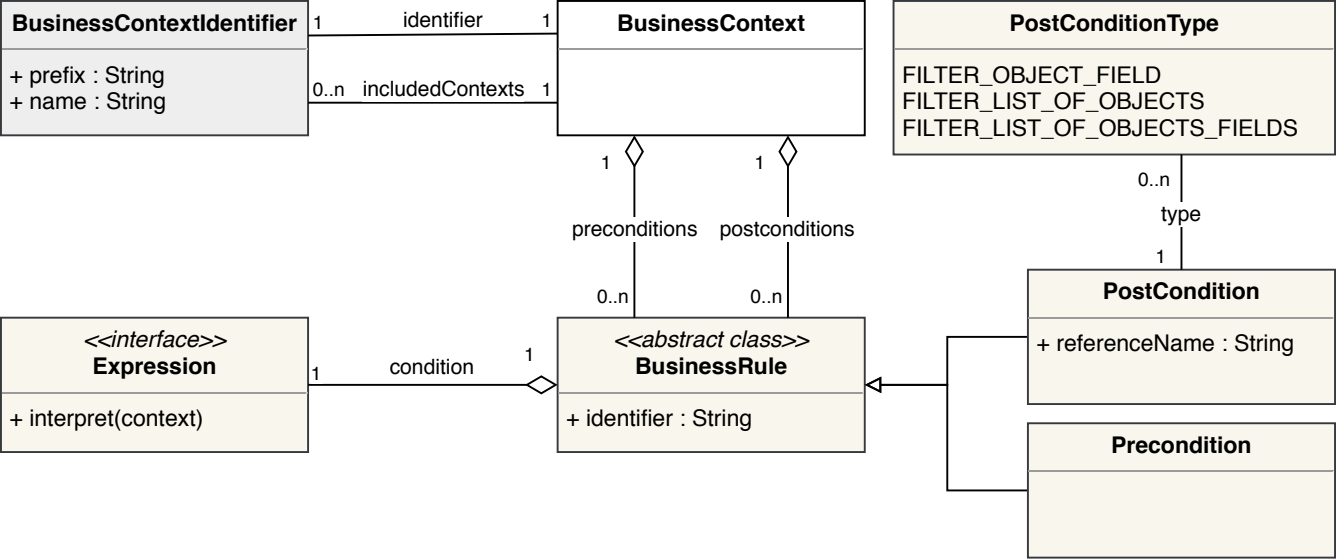 BusinessContextIdentifier
+ prefix : String
+ name : String
1 identifier 1
0..n includedContexts 1
BusinessContext
PostConditionType
FILTER_OBJECT_FIELD
FILTER_LIST_OF_OBJECTS
FILTER_LIST_OF_OBJECTS_FIELDS
1
1
preconditions
postconditions
0..n
0..n
0..n
type
1
<<interface>>
Expression
+ interpret(context)
1 condition 1
<<abstract class>>
BusinessRule
+ identifier : String
PostCondition
+ referenceName : String
Precondition